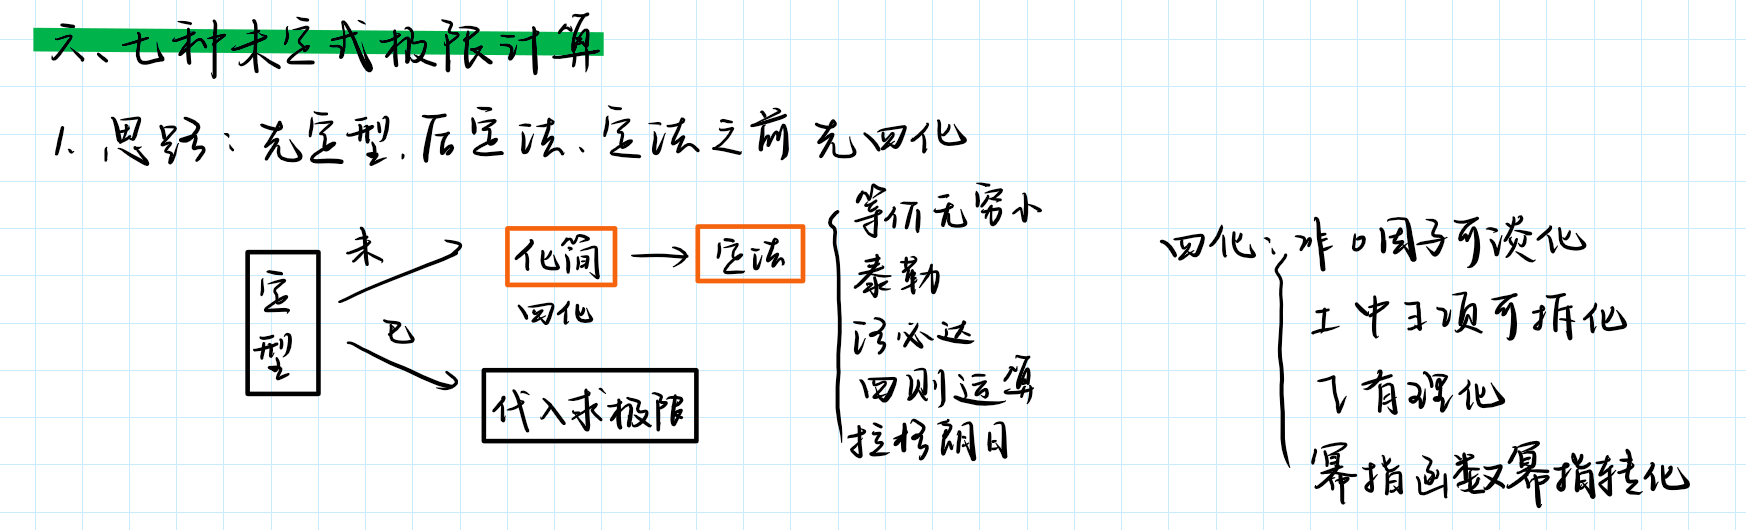 六、七种未定式极限计算
1. 思路：先定型，后定法、定法之前先四化
定型
未
已
化简
四化
定法
代入求极限
等价无穷小
泰勒
洛必达
四则运算
拉格朗日
四化：非0因子可淡化
±中主项可拆化
有理化
幂指函数幂指转化